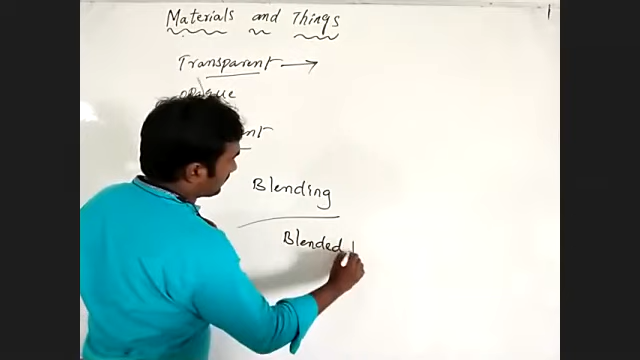 Materials and Things
Transparent →
opaque
Blending
Blended